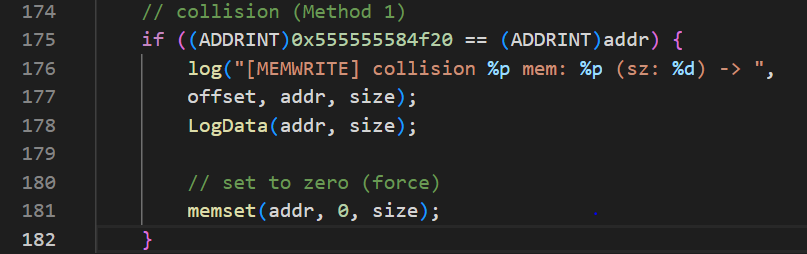 174 // collision (Method 1)
175 if ((ADDRINT)0x555555584f20 == (ADDRINT)addr) {
176 log("[MEMWRITE] collision %p mem: %p (sz: %d) -> ",
177 offset, addr, size);
178 LogData(addr, size);
179
180 // set to zero (force)
181 memset(addr, 0, size);
182 }